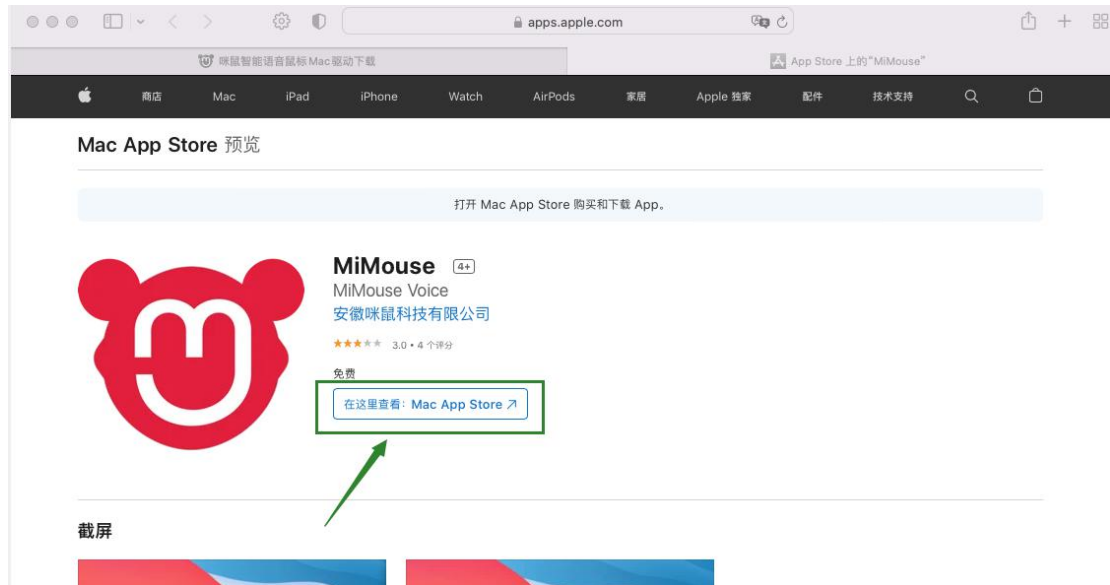 apps.apple.com
咪鼠智能语音鼠标Mac驱动下载
App Store 上的“MiMouse”
商店 Mac iPad iPhone Watch AirPods 家居 Apple 独家 配件 技术支持
Mac App Store 预览
打开 Mac App Store 购买和下载 App。
MiMouse 4+
MiMouse Voice
安徽咪鼠科技有限公司
★★★★★ 3.0 • 4 个评分
免费
在这里查看：Mac App Store ↗
截屏